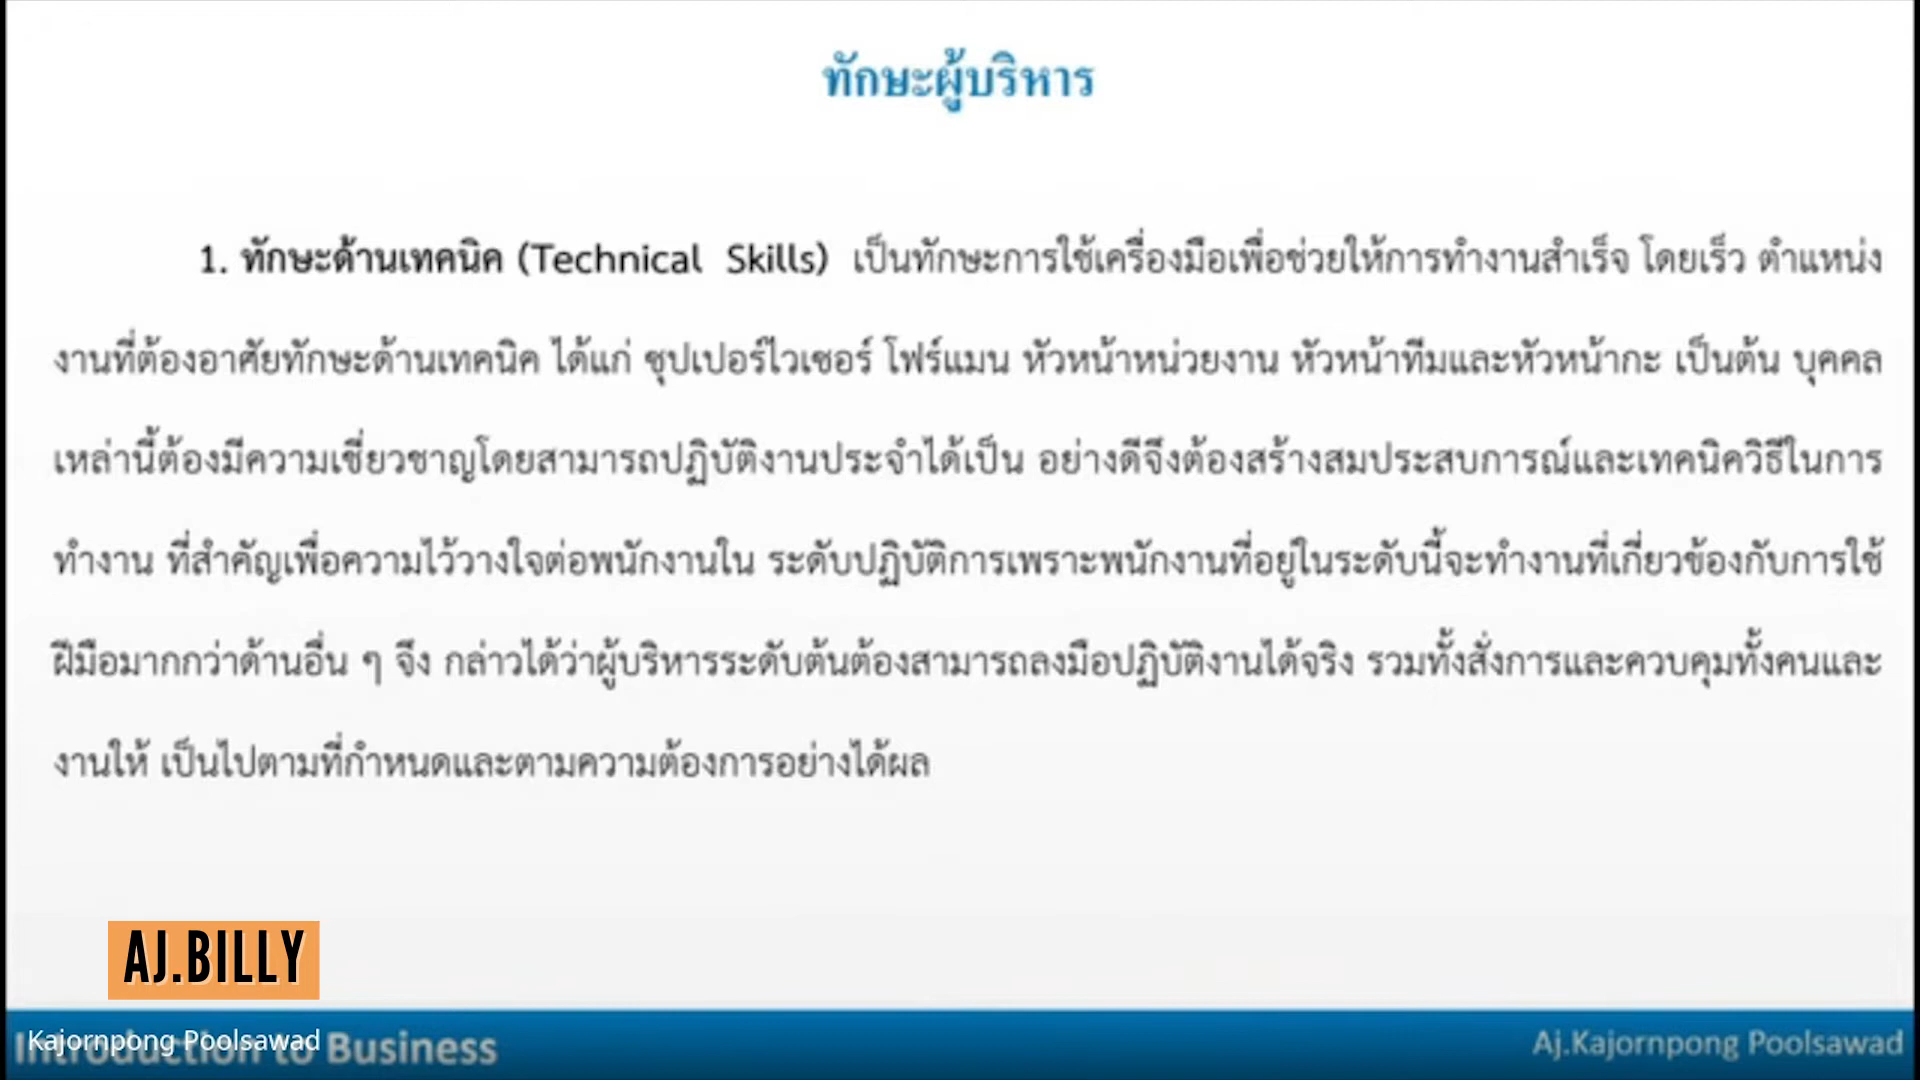 ทักษะผู้บริหาร
1. ทักษะด้านเทคนิค (Technical Skills) เป็นทักษะการใช้เครื่องมือเพื่อช่วยให้การทำงานสำเร็จ โดยเร็ว ตำแหน่ง
งานที่ต้องอาศัยทักษะด้านเทคนิค ได้แก่ ซุปเปอร์ไวเซอร์ โฟร์แมน หัวหน้าหน่วยงาน หัวหน้าทีมและหัวหน้ากะ เป็นต้น บุคคล
เหล่านี้ต้องมีความเชี่ยวชาญโดยสามารถปฏิบัติงานประจำได้เป็น อย่างดีจึงต้องสร้างสมประสบการณ์และเทคนิควิธีในการ
ทำงาน ที่สำคัญเพื่อความไว้วางใจต่อพนักงานใน ระดับปฏิบัติการเพราะพนักงานที่อยู่ในระดับนี้จะทำงานที่เกี่ยวข้องกับการใช้
ฝีมือมากกว่าด้านอื่น ๆ จึง กล่าวได้ว่าผู้บริหารระดับต้นต้องสามารถลงมือปฏิบัติงานได้จริง รวมทั้งสั่งการและควบคุมทั้งคนและ
งานให้ เป็นไปตามที่กำหนดและตามความต้องการอย่างได้ผล
AJ.BILLY
Kajornpong Poolsawad
Introduction to Business
Aj.Kajornpong Poolsawad